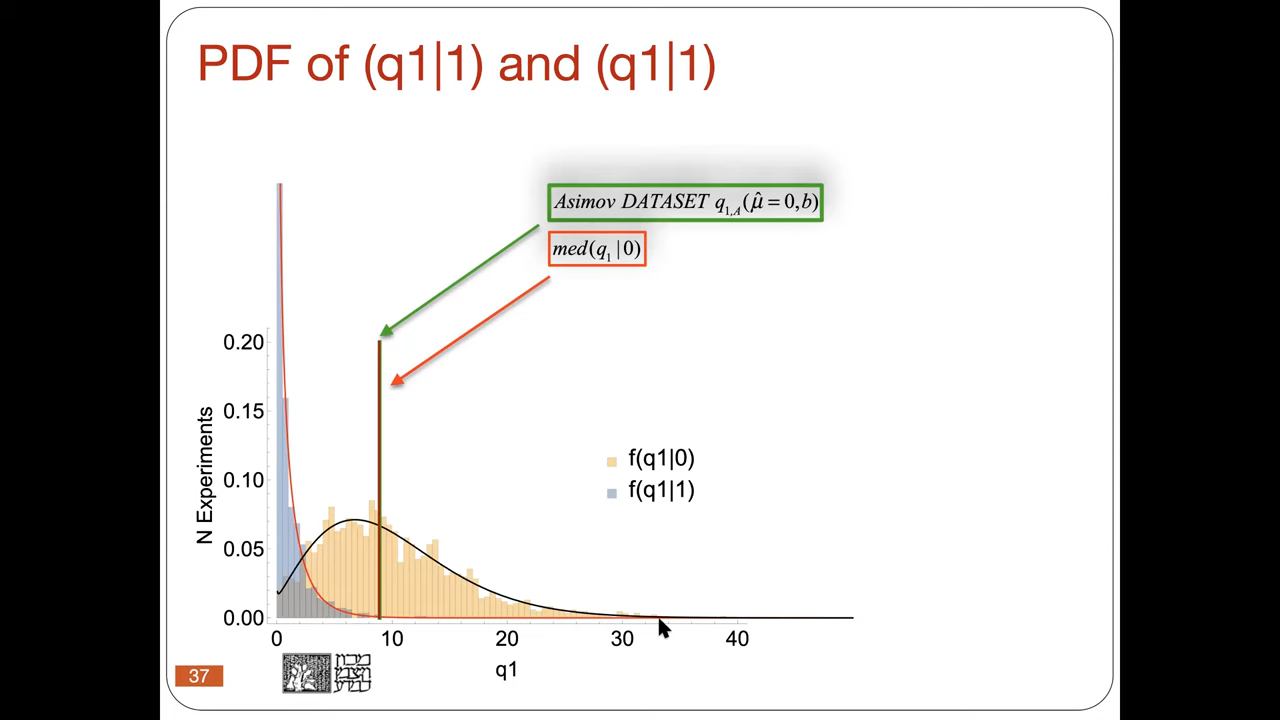 PDF of (q1|1) and (q1|1)
Asimov DATASET q₁,A(μ̂ = 0,b)
med(q₁ | 0)
0.20
0.15
0.10
0.05
0.00
N Experiments
f(q1|0)
f(q1|1)
0 10 20 30 40
q1
37